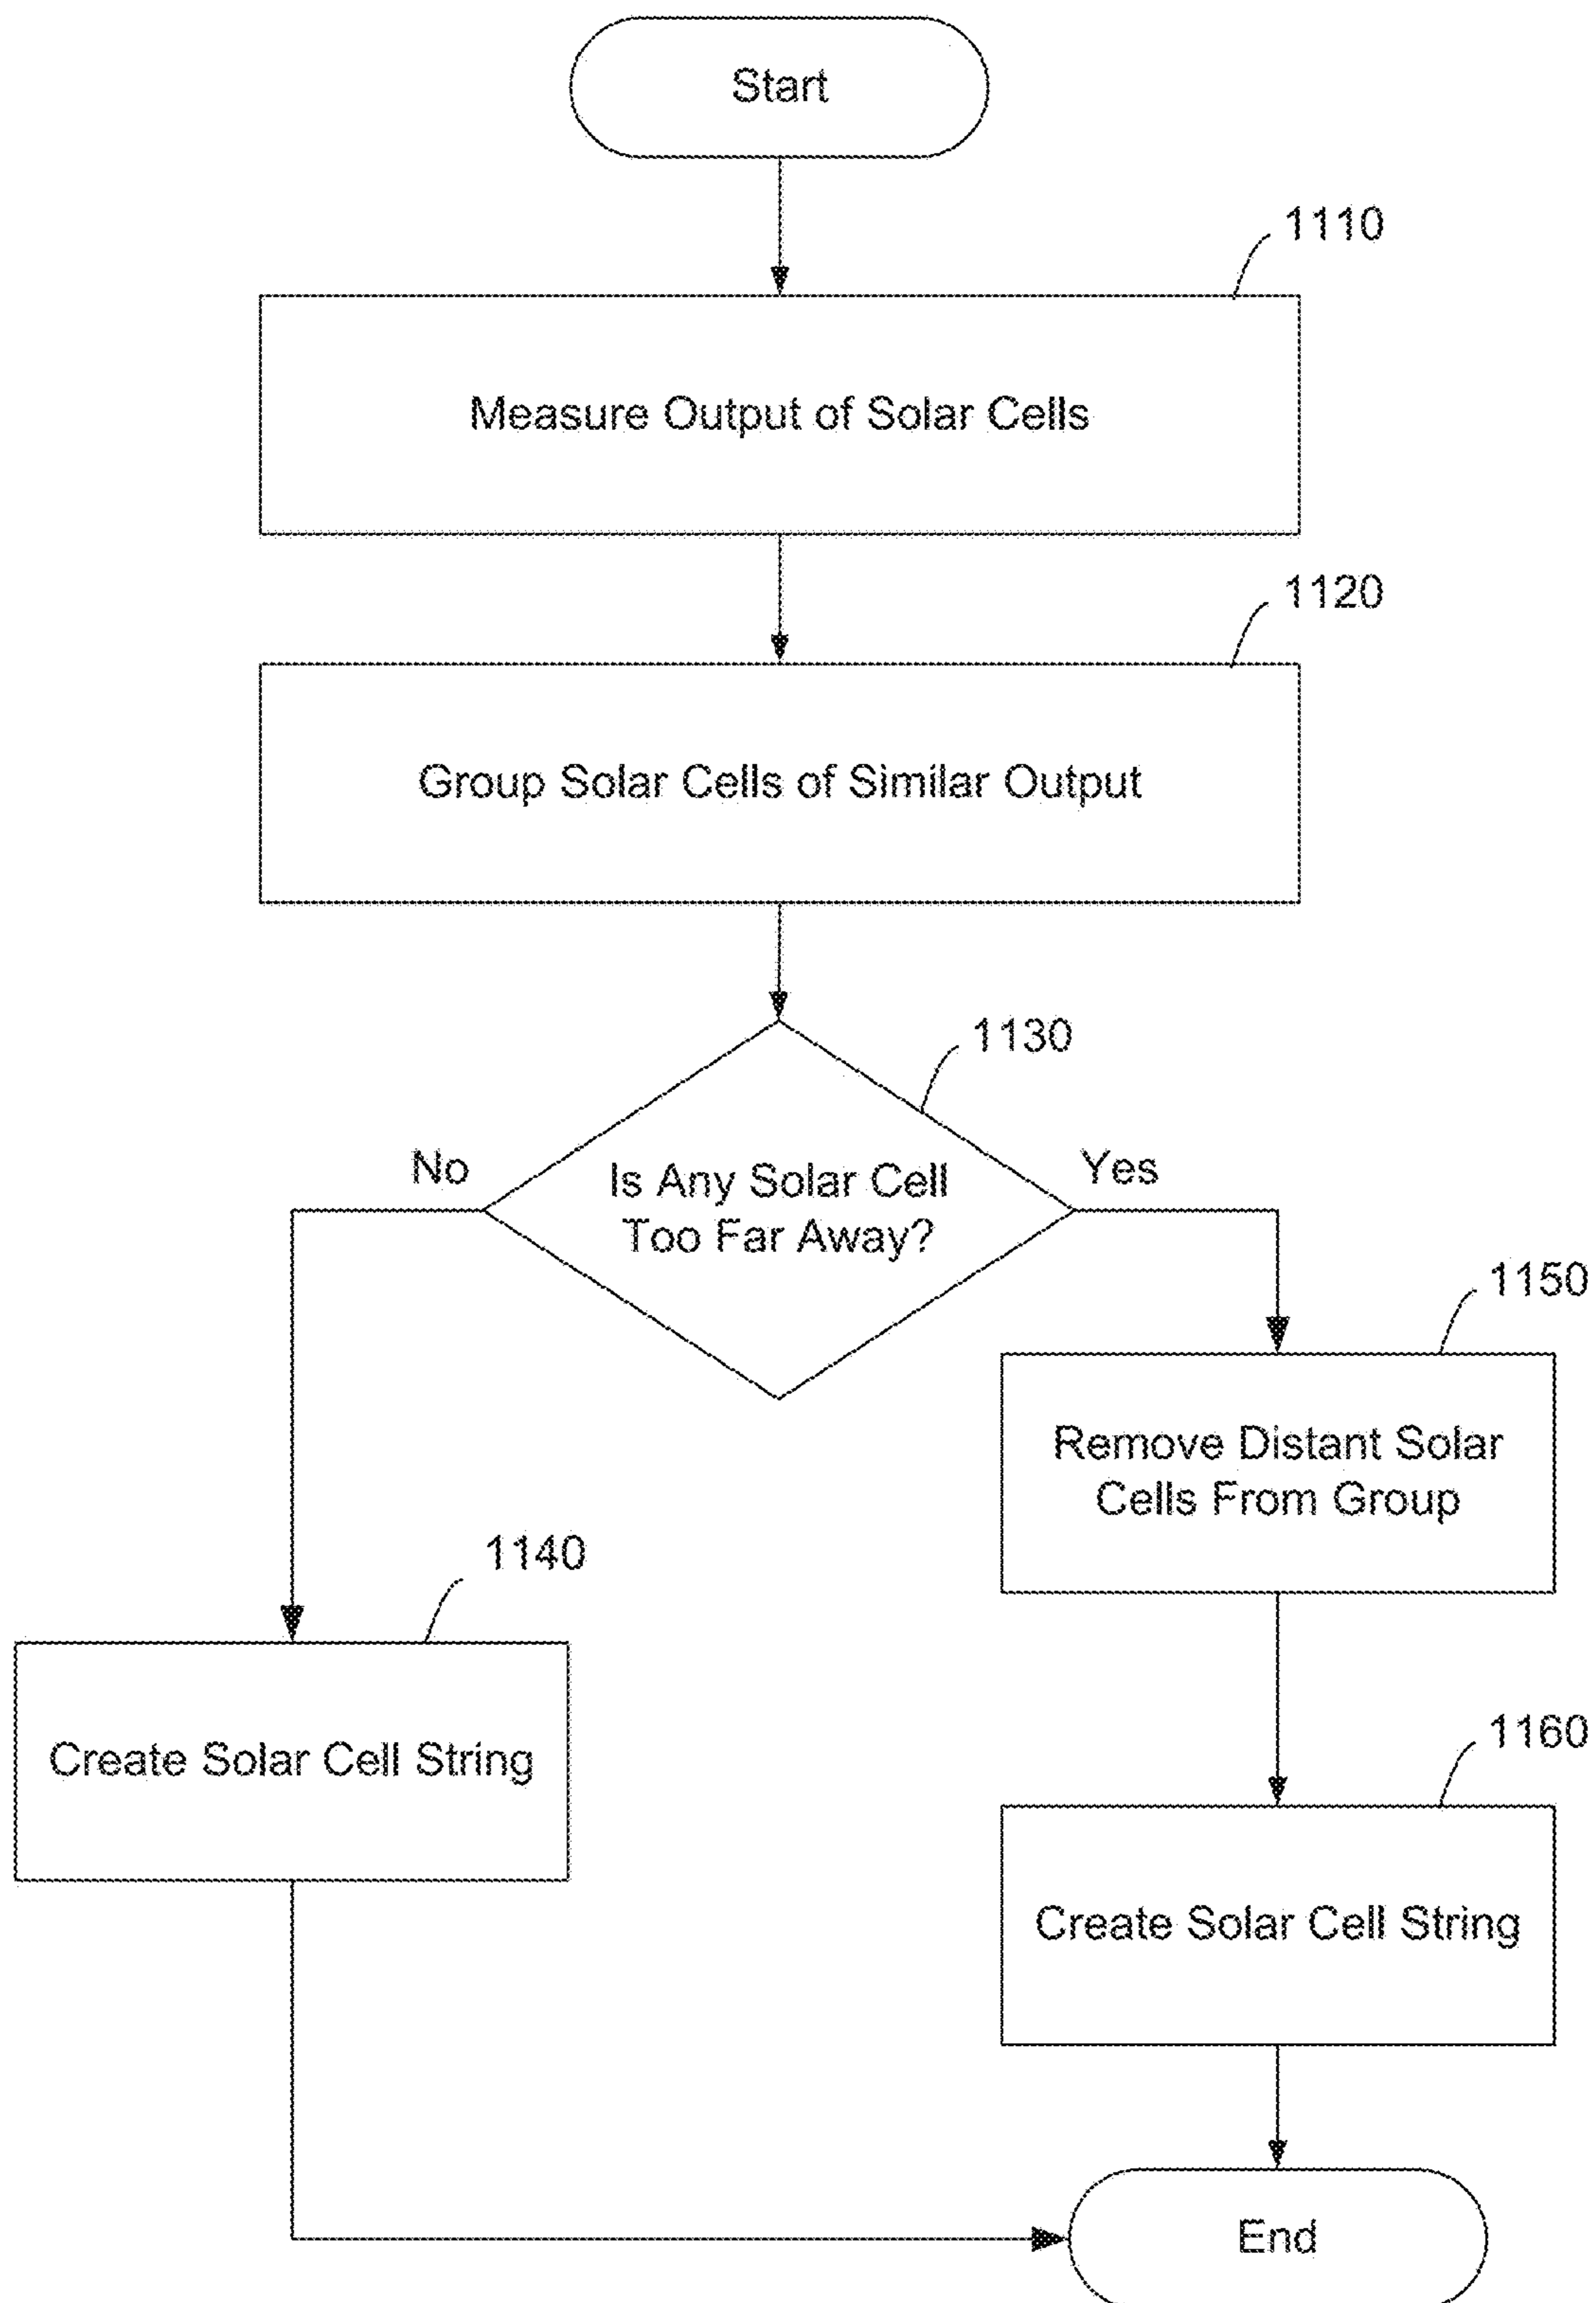 Start
1110
Measure Output of Solar Cells
1120
Group Solar Cells of Similar Output
1130
No
Is Any Solar Cell
Too Far Away?
Yes
1150
Remove Distant Solar
Cells From Group
1140
Create Solar Cell String
1160
Create Solar Cell String
End